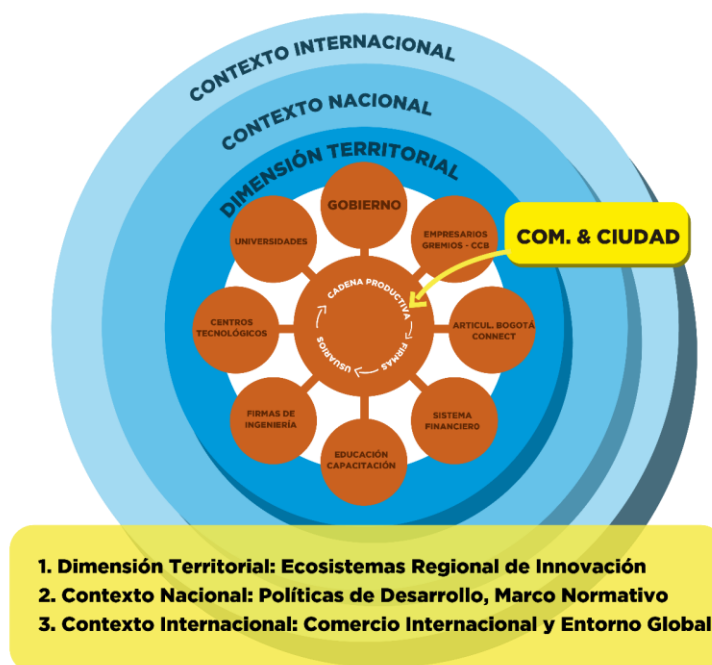 CONTEXTO INTERNACIONAL
CONTEXTO NACIONAL
DIMENSIÓN TERRITORIAL
GOBIERNO
EMPRESARIOS
GREMIOS - CCB
UNIVERSIDADES
COM. & CIUDAD
CADENA PRODUCTIVA
FIRMAS
USUARIOS
CENTROS
TECNOLÓGICOS
ARTICUL. BOGOTÁ
CONNECT
FIRMAS DE
INGENIERÍA
SISTEMA
FINANCIERO
EDUCACIÓN
CAPACITACIÓN
1. Dimensión Territorial: Ecosistemas Regional de Innovación
2. Contexto Nacional: Políticas de Desarrollo, Marco Normativo
3. Contexto Internacional: Comercio Internacional y Entorno Global